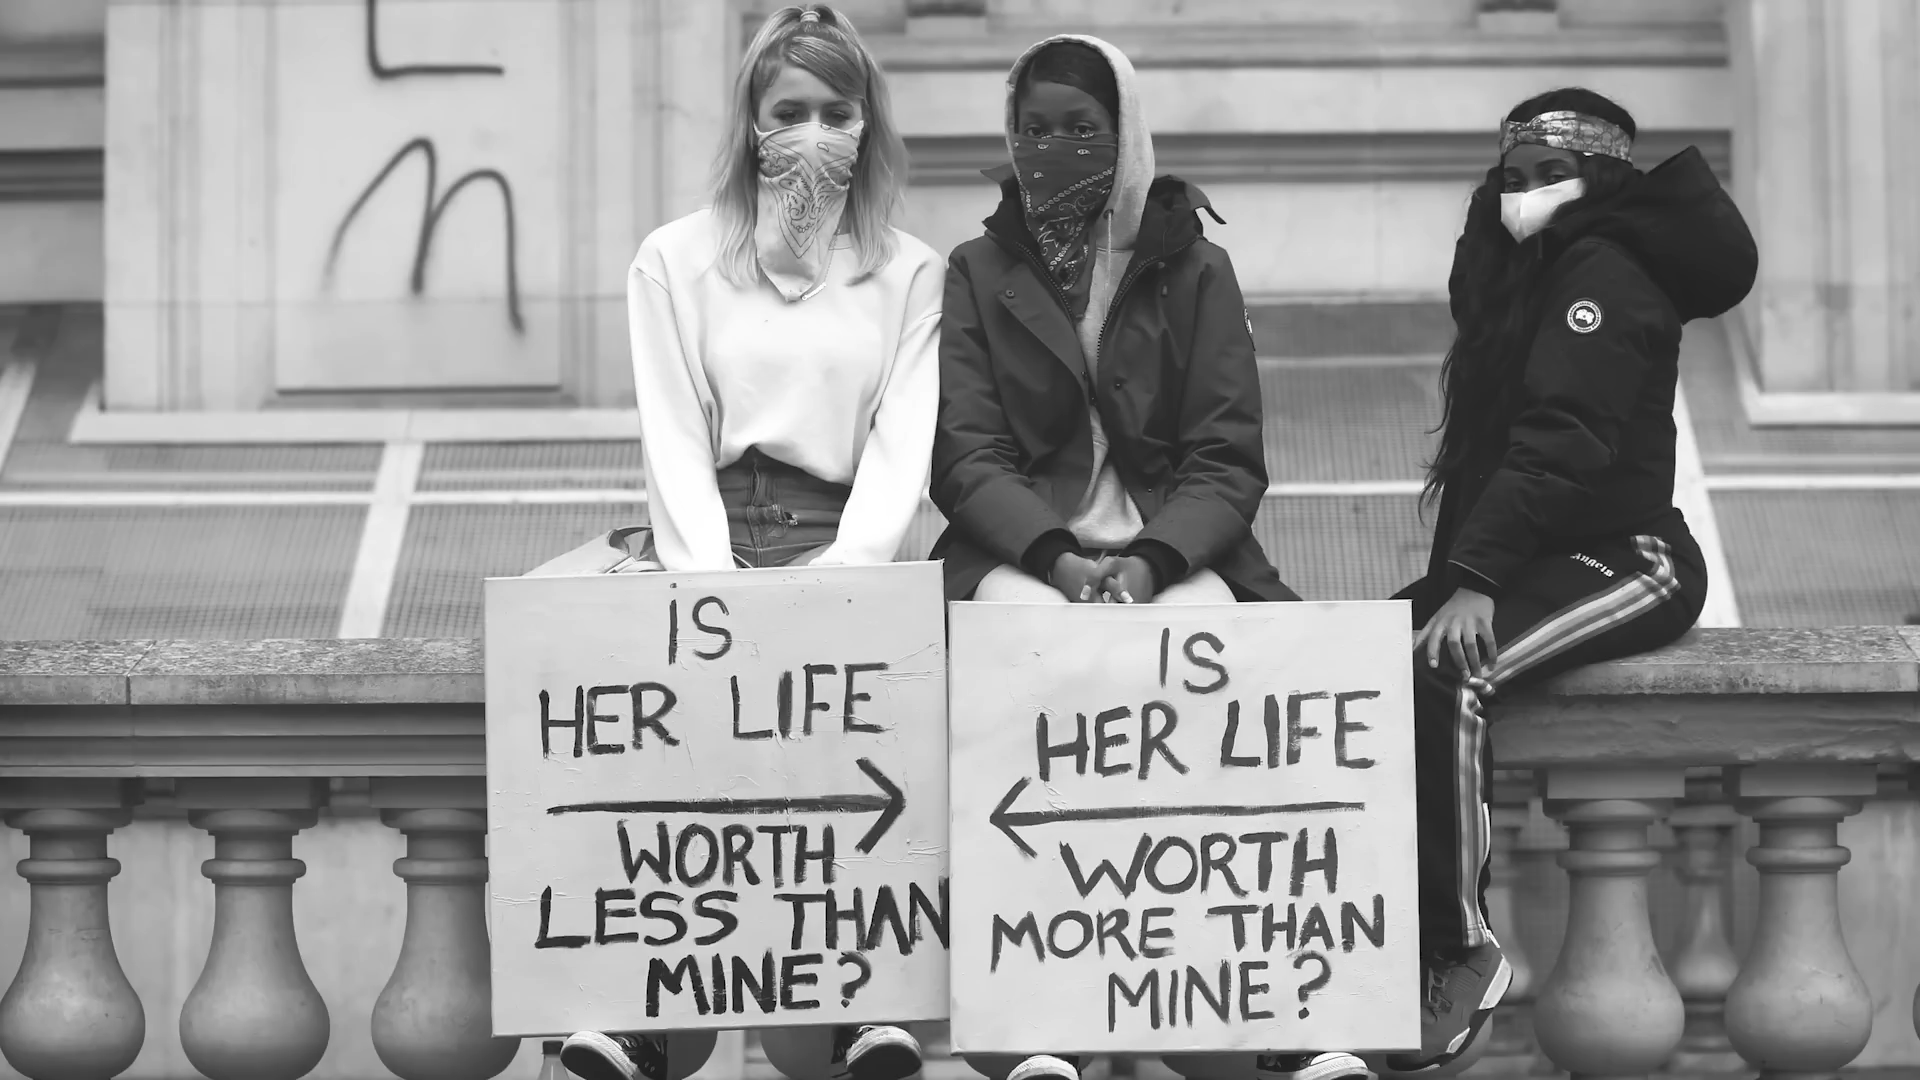 L
m
IS
HER LIFE
WORTH
LESS THAN
MINE?
IS
HER LIFE
WORTH
MORE THAN
MINE?